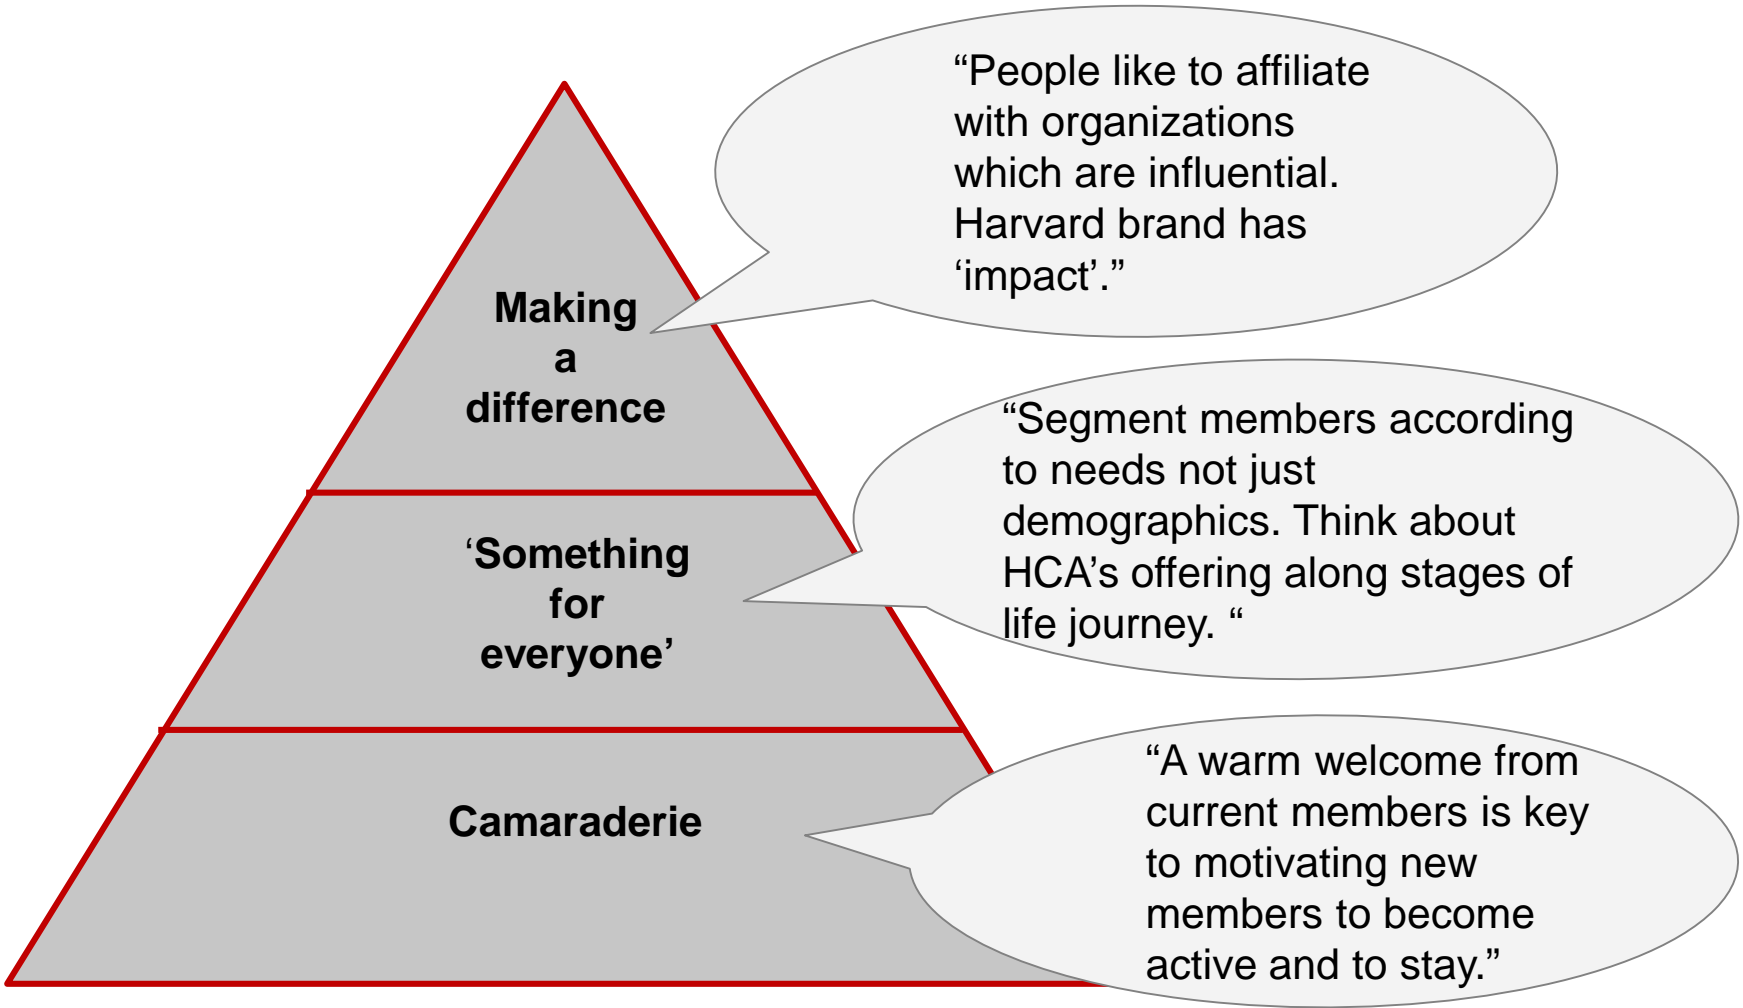 “People like to affiliate
with organizations
which are influential.
Harvard brand has
‘impact’.”
Making
a
difference
“Segment members according
to needs not just
demographics. Think about
HCA’s offering along stages of
life journey. “
‘Something
for
everyone’
“A warm welcome from
current members is key
to motivating new
members to become
active and to stay.”
Camaraderie